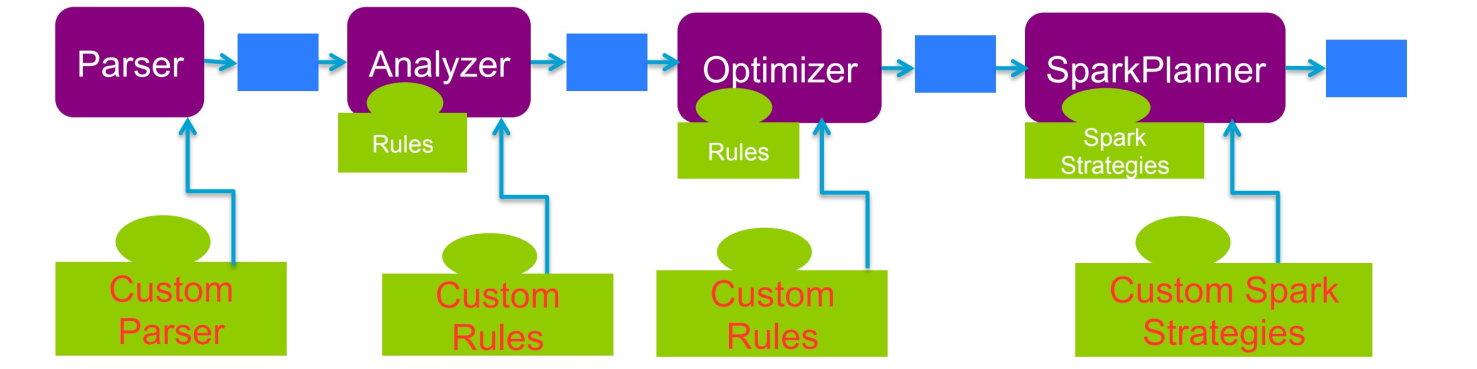 Parser
Analyzer
Optimizer
SparkPlanner
Rules
Rules
Spark
Strategies
Custom
Parser
Custom
Rules
Custom
Rules
Custom Spark
Strategies